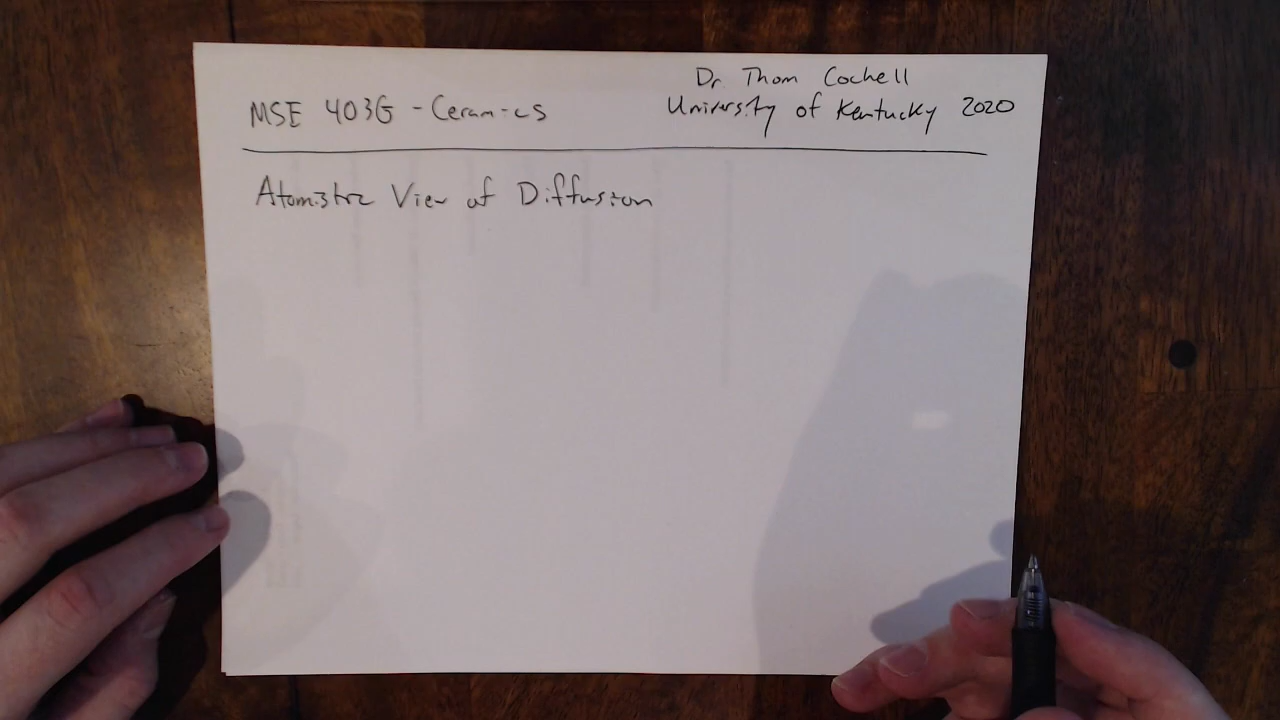 Dr Thom Cochell
MSE 403G - Ceramics
University of Kentucky 2020
Atomistic View of Diffusion